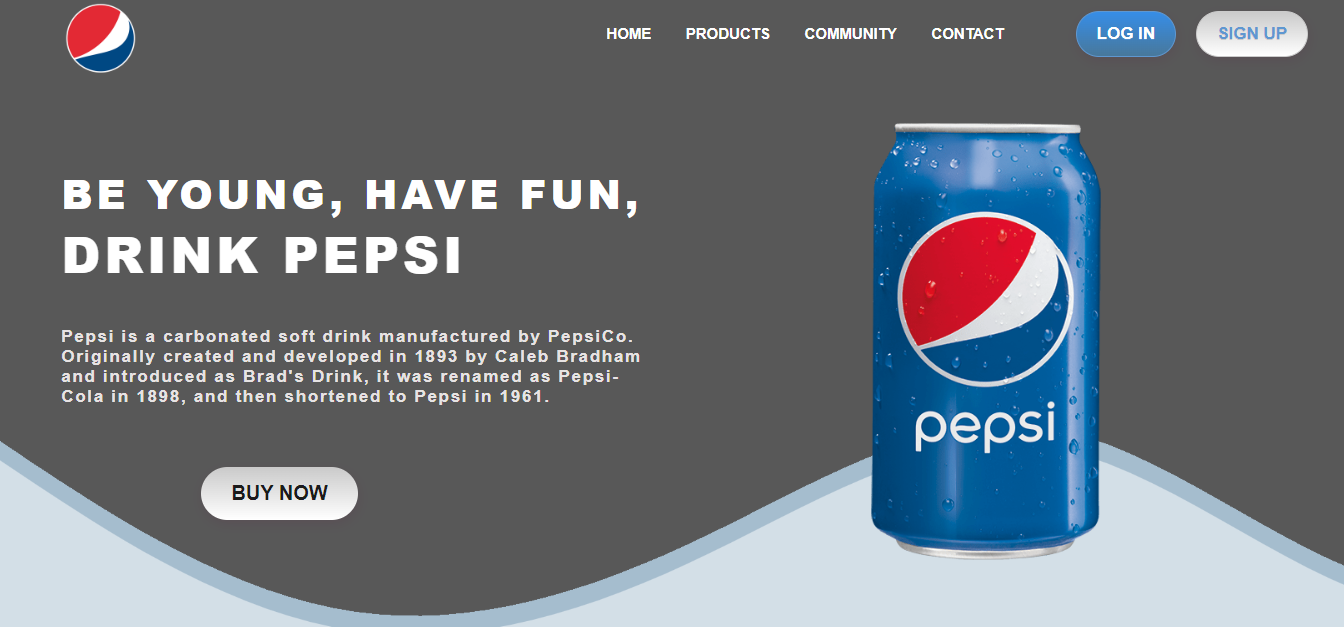 HOME PRODUCTS COMMUNITY CONTACT LOG IN SIGN UP
BE YOUNG, HAVE FUN,
DRINK PEPSI
Pepsi is a carbonated soft drink manufactured by PepsiCo.
Originally created and developed in 1893 by Caleb Bradham
and introduced as Brad's Drink, it was renamed as Pepsi-
Cola in 1898, and then shortened to Pepsi in 1961.
BUY NOW
pepsi